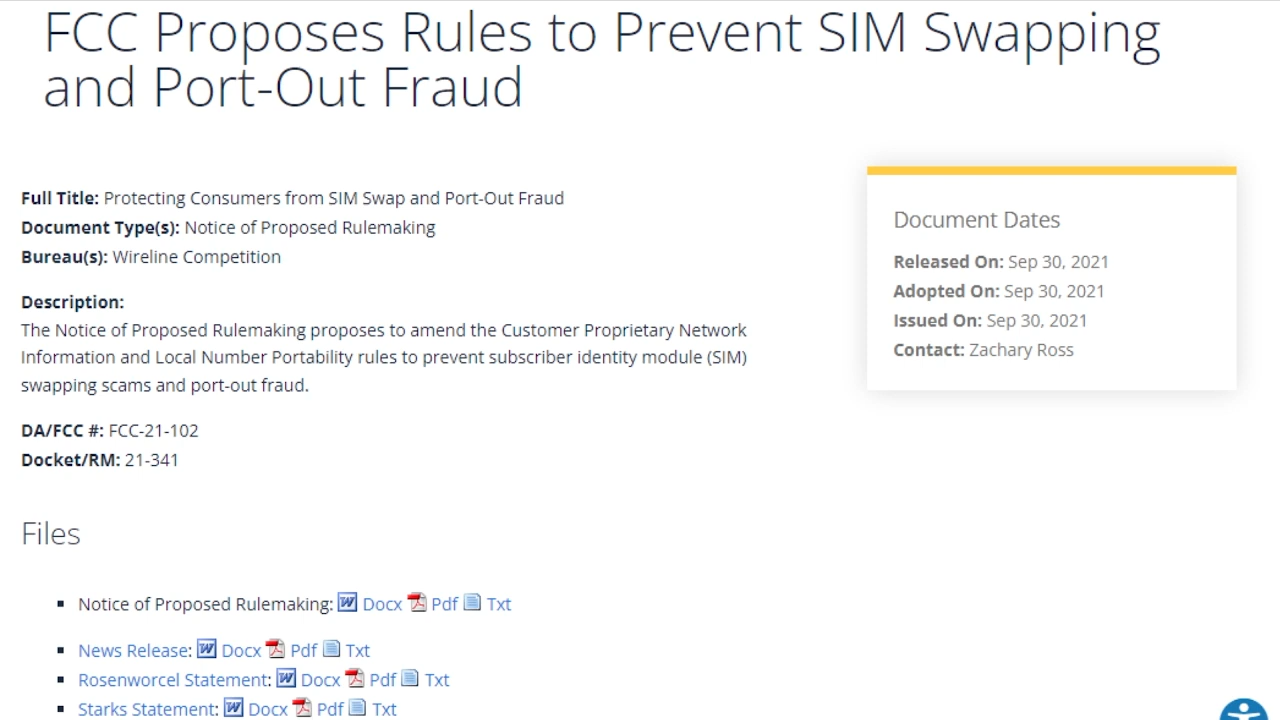 FCC Proposes Rules to Prevent SIM Swapping
and Port-Out Fraud
Full Title: Protecting Consumers from SIM Swap and Port-Out Fraud
Document Type(s): Notice of Proposed Rulemaking
Bureau(s): Wireline Competition
Description:
The Notice of Proposed Rulemaking proposes to amend the Customer Proprietary Network
Information and Local Number Portability rules to prevent subscriber identity module (SIM)
swapping scams and port-out fraud.
DA/FCC #: FCC-21-102
Docket/RM: 21-341
Document Dates
Released On: Sep 30, 2021
Adopted On: Sep 30, 2021
Issued On: Sep 30, 2021
Contact: Zachary Ross
Files
Notice of Proposed Rulemaking: Docx Pdf Txt
News Release: Docx Pdf Txt
Rosenworcel Statement: Docx Pdf Txt
Starks Statement: Docx Pdf Txt